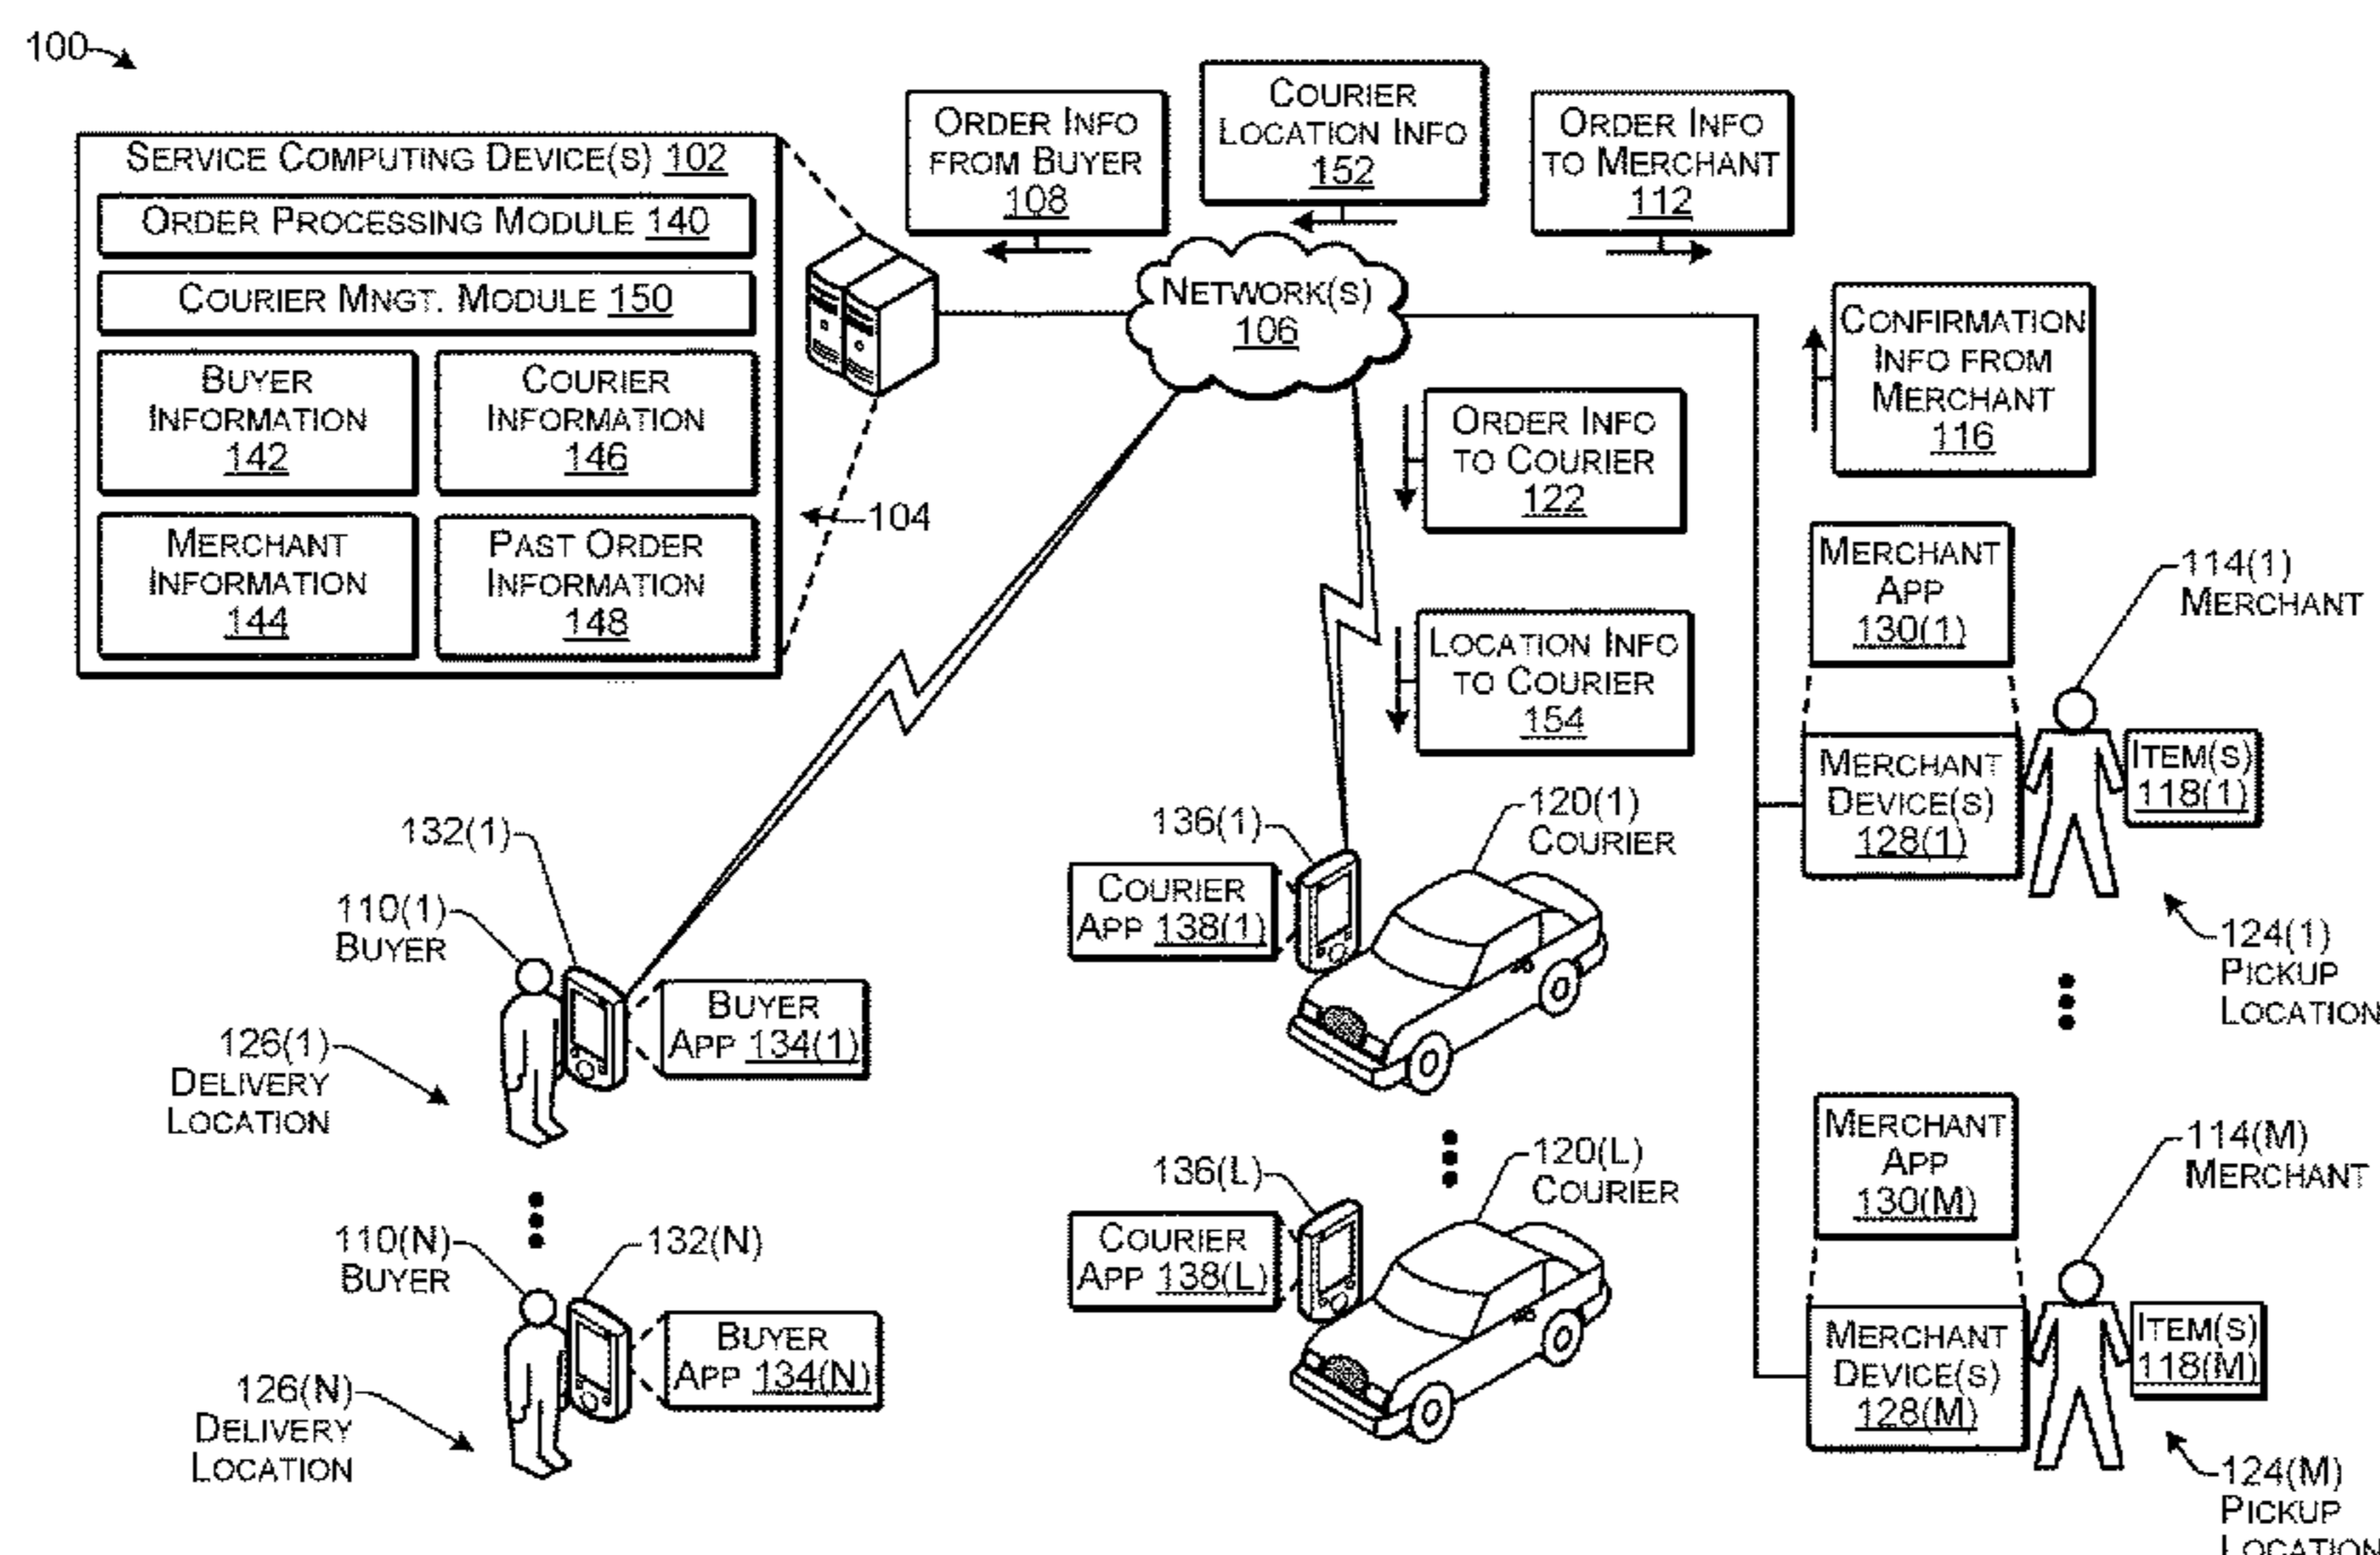 100
SERVICE COMPUTING DEVICE(S) 102
ORDER PROCESSING MODULE 140
COURIER MNGT. MODULE 150
BUYER
INFORMATION
142
COURIER
INFORMATION
146
MERCHANT
INFORMATION
144
PAST ORDER
INFORMATION
148
104
ORDER INFO
FROM BUYER
108
COURIER
LOCATION INFO
152
ORDER INFO
TO MERCHANT
112
NETWORK(S)
106
CONFIRMATION
INFO FROM
MERCHANT
116
ORDER INFO
TO COURIER
122
LOCATION INFO
TO COURIER
154
MERCHANT
APP
130(1)
114(1)
MERCHANT
MERCHANT
DEVICE(S)
128(1)
ITEM(S)
118(1)
124(1)
PICKUP
LOCATION
132(1)
110(1)
BUYER
BUYER
APP 134(1)
126(1)
DELIVERY
LOCATION
136(1)
120(1)
COURIER
COURIER
APP 138(1)
110(N)
BUYER
132(N)
BUYER
APP 134(N)
126(N)
DELIVERY
LOCATION
136(L)
120(L)
COURIER
COURIER
APP 138(L)
MERCHANT
APP
130(M)
114(M)
MERCHANT
MERCHANT
DEVICE(S)
128(M)
ITEM(S)
118(M)
124(M)
PICKUP
LOCATION